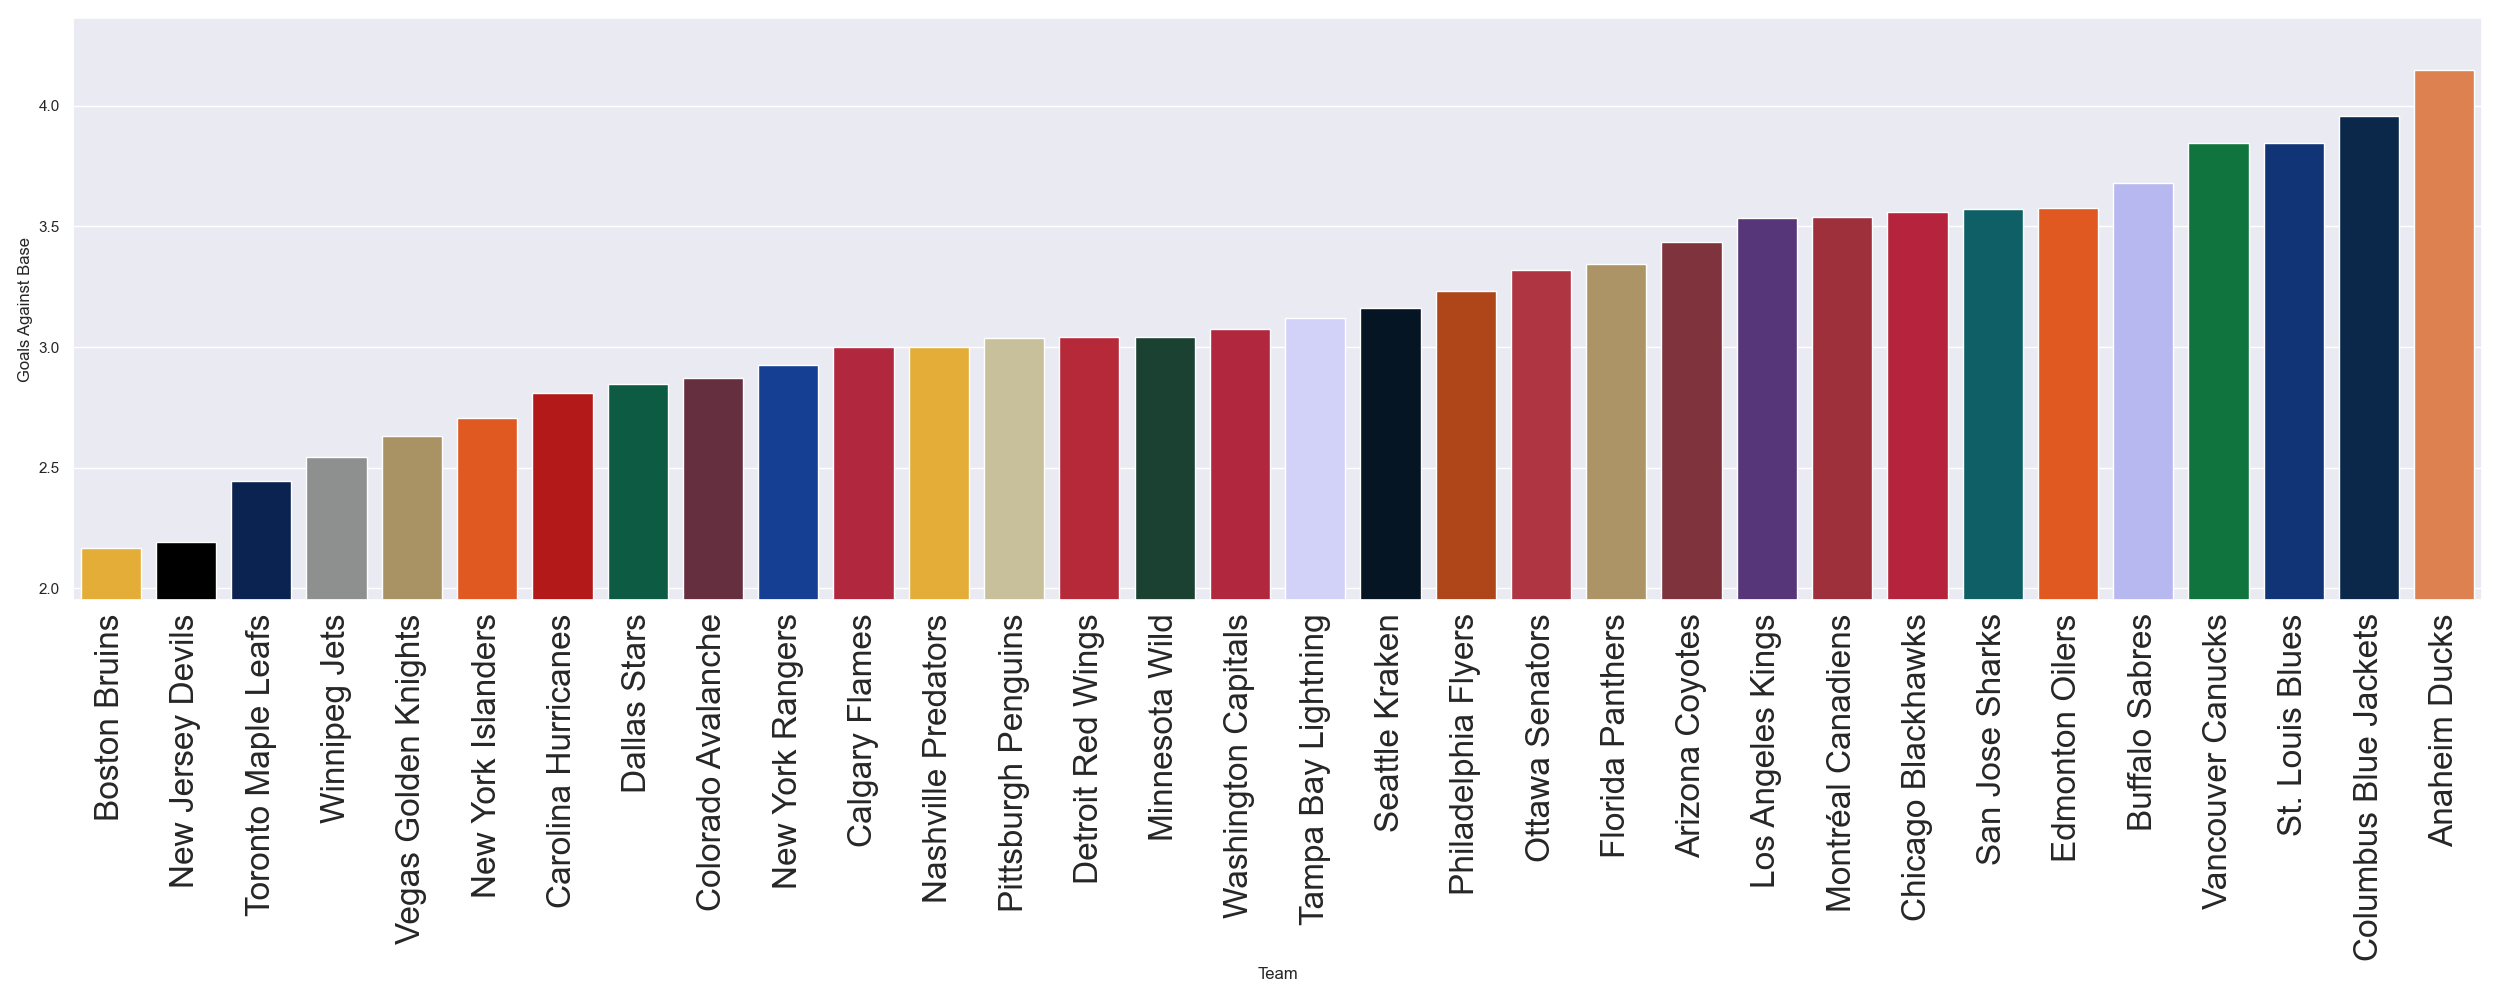 4.0
3.5
3.0
2.5
2.0
Goals Against Base
Boston Bruins
New Jersey Devils
Toronto Maple Leafs
Winnipeg Jets
Vegas Golden Knights
New York Islanders
Carolina Hurricanes
Dallas Stars
Colorado Avalanche
New York Rangers
Calgary Flames
Nashville Predators
Pittsburgh Penguins
Detroit Red Wings
Minnesota Wild
Washington Capitals
Tampa Bay Lightning
Seattle Kraken
Philadelphia Flyers
Ottawa Senators
Florida Panthers
Arizona Coyotes
Los Angeles Kings
Montréal Canadiens
Chicago Blackhawks
San Jose Sharks
Edmonton Oilers
Buffalo Sabres
Vancouver Canucks
St. Louis Blues
Columbus Blue Jackets
Anaheim Ducks
Team